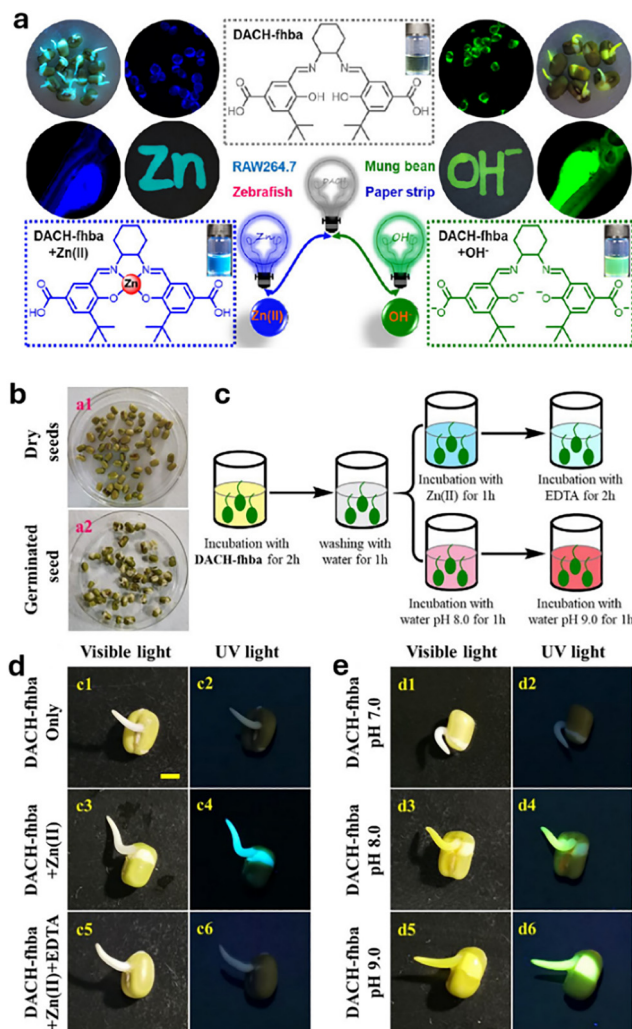 a
DACH-fhba
N
N
OH
HO
HO
O
O
OH
Zn
RAW264.7
Zebrafish
Mung bean
Paper strip
OH⁻
DACH
DACH-fhba
+Zn(II)
N
N
Zn
O
O
O
HO
O
OH
Zn
Zn(II)
OH⁻
OH⁻
DACH-fhba
+OH⁻
N
N
O⁻
⁻O
O
⁻O
O
O⁻
b
Dry
seeds
a1
Germinated
seed
a2
c
Incubation with
DACH-fhba for 2h
washing with
water for 1h
Incubation with
Zn(II) for 1h
Incubation with
EDTA for 2h
Incubation with
water pH 8.0 for 1h
Incubation with
water pH 9.0 for 1h
d
Visible light
UV light
DACH-fhba
Only
c1
c2
DACH-fhba
+Zn(II)
c3
c4
DACH-fhba
+Zn(II)+EDTA
c5
c6
e
Visible light
UV light
DACH-fhba
pH 7.0
d1
d2
DACH-fhba
pH 8.0
d3
d4
DACH-fhba
pH 9.0
d5
d6